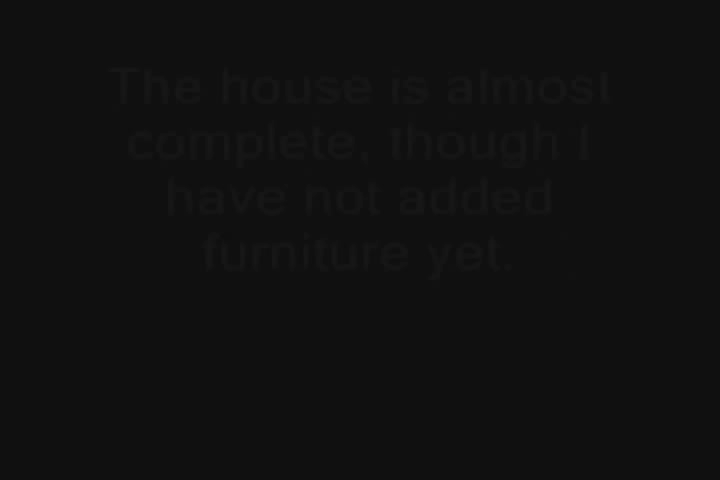 The house is almost
complete, though I
have not added
furniture yet.